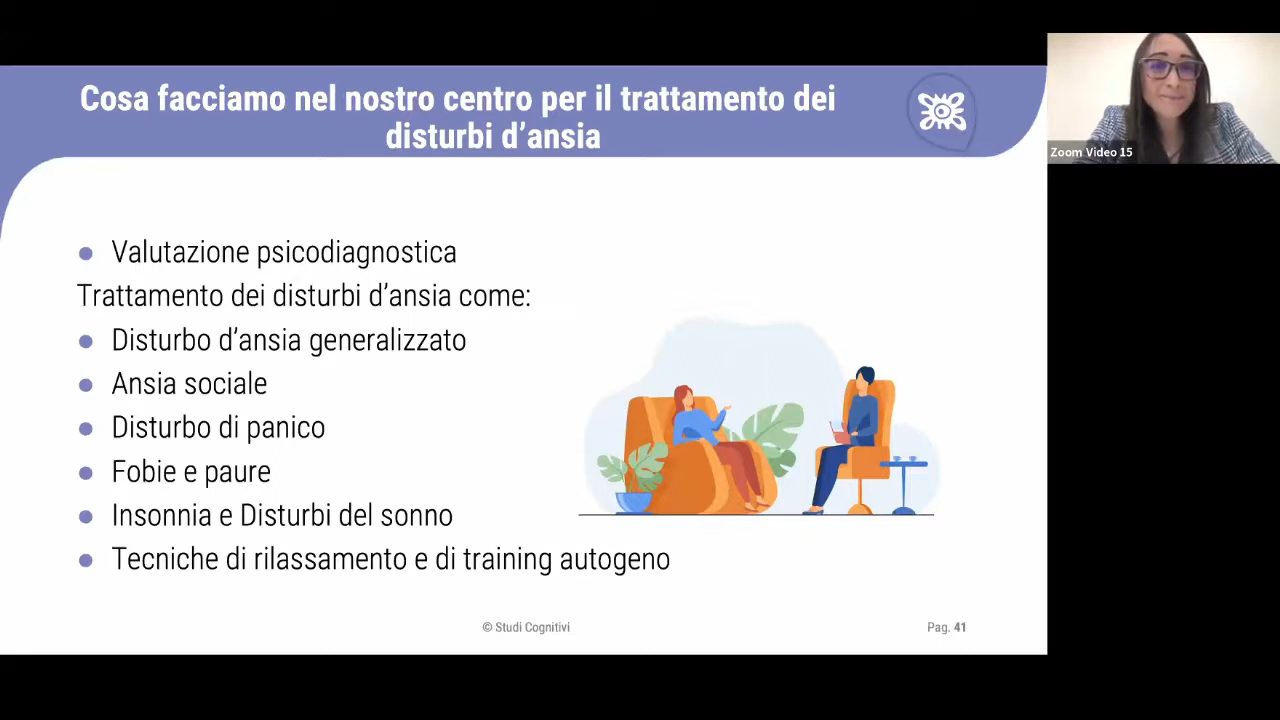 Cosa facciamo nel nostro centro per il trattamento dei
disturbi d’ansia
Zoom Video 15
● Valutazione psicodiagnostica
Trattamento dei disturbi d’ansia come:
● Disturbo d’ansia generalizzato
● Ansia sociale
● Disturbo di panico
● Fobie e paure
● Insonnia e Disturbi del sonno
● Tecniche di rilassamento e di training autogeno
© Studi Cognitivi
Pag. 41